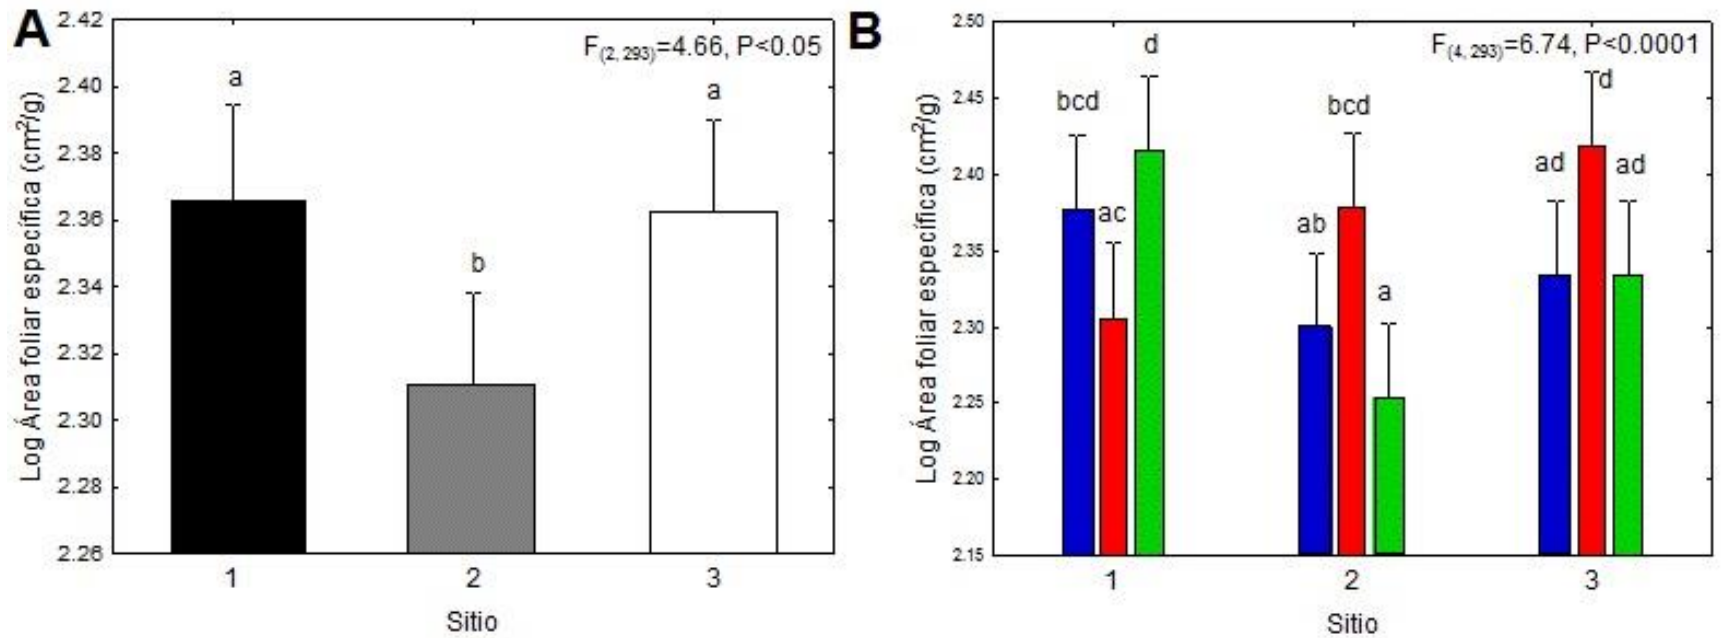 A
F(2, 293)=4.66, P<0.05
Log Área foliar específica (cm²/g)
2.42
2.40
2.38
2.36
2.34
2.32
2.30
2.28
2.26
a
b
a
1 2 3
Sitio
B
F(4, 293)=6.74, P<0.0001
Log Área foliar específica (cm²/g)
2.50
2.45
2.40
2.35
2.30
2.25
2.20
2.15
bcd ac d
ab bcd a
ad d ad
1 2 3
Sitio